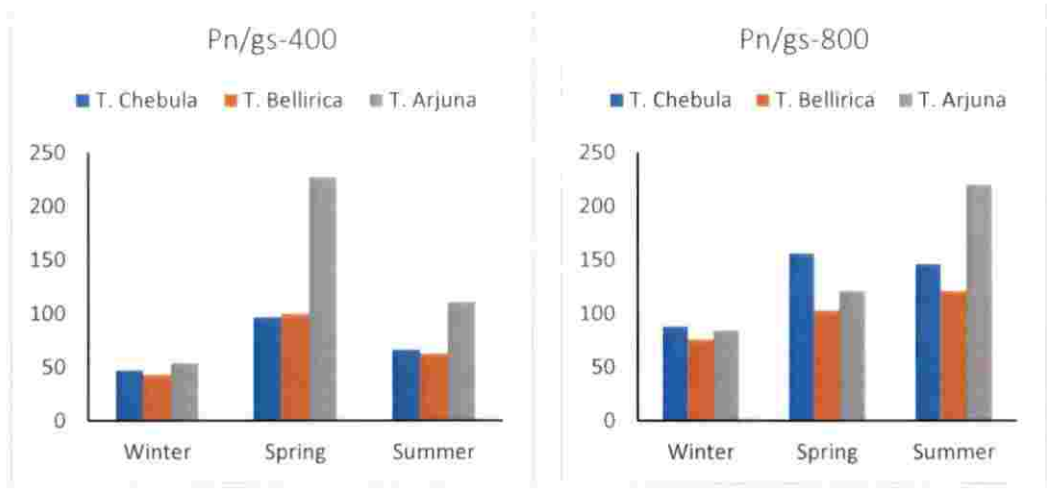 Pn/gs-400
T. Chebula T. Bellirica T. Arjuna
250
200
150
100
50
0
Winter Spring Summer
Pn/gs-800
T. Chebula T. Bellirica T. Arjuna
250
200
150
100
50
0
Winter Spring Summer